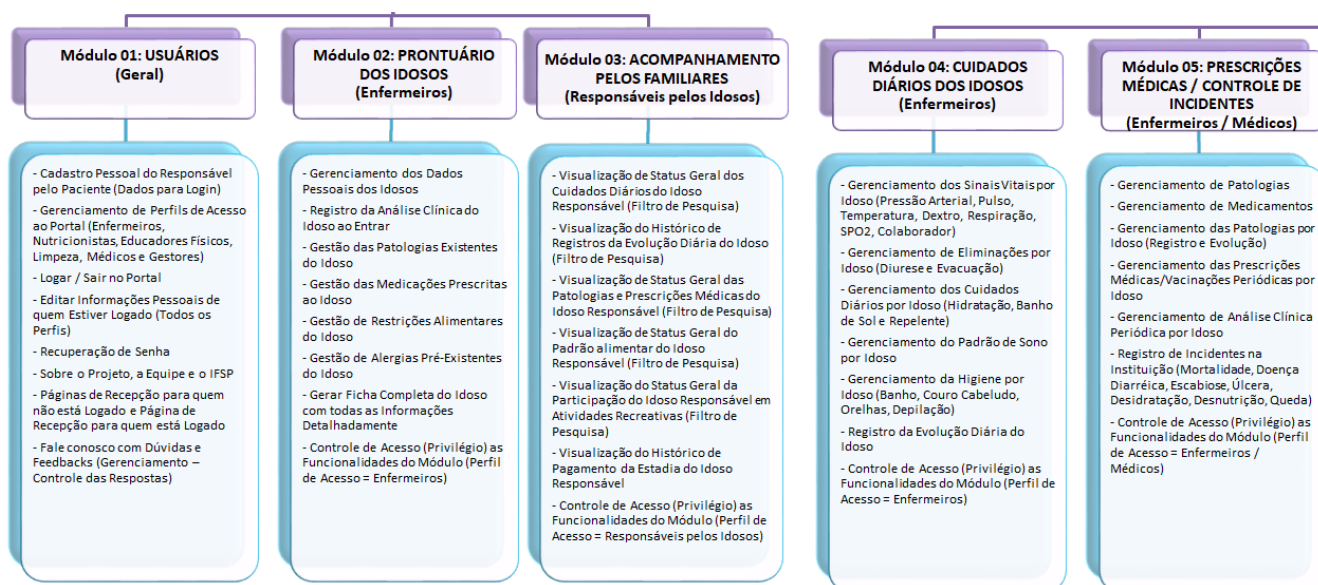 Módulo 01: USUÁRIOS
(Geral)
- Cadastro Pessoal do Responsável
pelo Paciente (Dados para Login)
- Gerenciamento de Perfils de Acesso
ao Portal (Enfermeiros,
Nutricionistas, Educadores Físicos,
Limpeza, Médicos e Gestores)
- Logar / Sair no Portal
- Editar Informações Pessoais de
quem Estiver Logado (Todos os
Perfis)
- Recuperação de Senha
- Sobre o Projeto, a Equipe e o IFSP
- Páginas de Recepção para quem
não está Logado e Página de
Recepção para quem está Logado
- Fale conosco com Dúvidas e
Feedbacks (Gerenciamento –
Controle das Respostas)
Módulo 02: PRONTUÁRIO
DOS IDOSOS
(Enfermeiros)
- Gerenciamento dos Dados
Pessoais dos Idosos
- Registro da Análise Clínica do
Idoso ao Entrar
- Gestão das Patologias Existentes
do Idoso
- Gestão das Medicações Prescritas
ao Idoso
- Gestão de Restrições Alimentares
do Idoso
- Gestão de Alergias Pré-Existentes
do Idoso
- Gerar Ficha Completa do Idoso
com todas as Informações
Detalhadamente
- Controle de Acesso (Privilégio) as
Funcionalidades do Módulo (Perfil
de Acesso = Enfermeiros)
Módulo 03: ACOMPANHAMENTO
PELOS FAMILIARES
(Responsáveis pelos Idosos)
- Visualização de Status Geral dos
Cuidados Diários do Idoso
Responsável (Filtro de Pesquisa)
- Visualização do Histórico de
Registros da Evolução Diária do Idoso
(Filtro de Pesquisa)
- Visualização de Status Geral das
Patologias e Prescrições Médicas do
Idoso Responsável (Filtro de Pesquisa)
- Visualização de Status Geral do
Padrão alimentar do Idoso
Responsável (Filtro de Pesquisa)
- Visualização do Status Geral da
Participação do Idoso Responsável em
Atividades Recreativas (Filtro de
Pesquisa)
- Visualização do Histórico de
Pagamento da Estadia do Idoso
Responsável
- Controle de Acesso (Privilégio) as
Funcionalidades do Módulo (Perfil de
Acesso = Responsáveis pelos Idosos)
Módulo 04: CUIDADOS
DIÁRIOS DOS IDOSOS
(Enfermeiros)
- Gerenciamento dos Sinais Vitais por
Idoso (Pressão Arterial, Pulso,
Temperatura, Dextro, Respiração,
SPO2, Colaborador)
- Gerenciamento de Eliminações por
Idoso (Diurese e Evacuação)
- Gerenciamento dos Cuidados
Diários por Idoso (Hidratação, Banho
de Sol e Repelente)
- Gerenciamento do Padrão de Sono
por Idoso
- Gerenciamento da Higiene por
Idoso (Banho, Couro Cabeludo,
Orelhas, Depilação)
- Registro da Evolução Diária do
Idoso
- Controle de Acesso (Privilégio) as
Funcionalidades do Módulo (Perfil de
Acesso = Enfermeiros)
Módulo 05: PRESCRIÇÕES
MÉDICAS / CONTROLE DE
INCIDENTES
(Enfermeiros / Médicos)
- Gerenciamento de Patologias
- Gerenciamento de Medicamentos
- Gerenciamento das Patologias por
Idoso (Registro e Evolução)
- Gerenciamento das Prescrições
Médicas/Vacinações Periódicas por
Idoso
- Gerenciamento de Análise Clínica
Periódica por Idoso
- Registro de Incidentes na
Instituição (Mortalidade, Doença
Diarréica, Escabiose, Úlcera,
Desidratação, Desnutrição, Queda)
- Controle de Acesso (Privilégio) as
Funcionalidades do Módulo (Perfil
de Acesso = Enfermeiros /
Médicos)